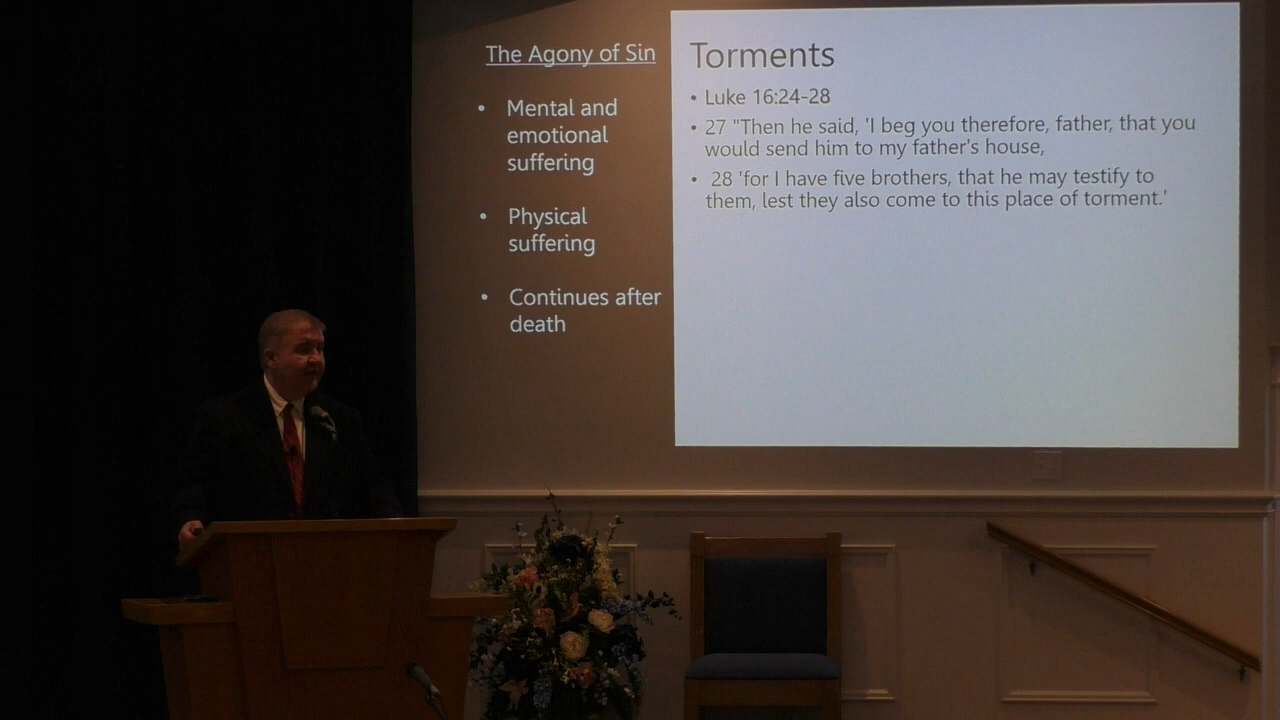 The Agony of Sin
• Mental and
emotional
suffering
• Physical
suffering
• Continues after
death
Torments
• Luke 16:24-28
• 27 "Then he said, 'I beg you therefore, father, that you
would send him to my father's house,
• 28 'for I have five brothers, that he may testify to
them, lest they also come to this place of torment.'